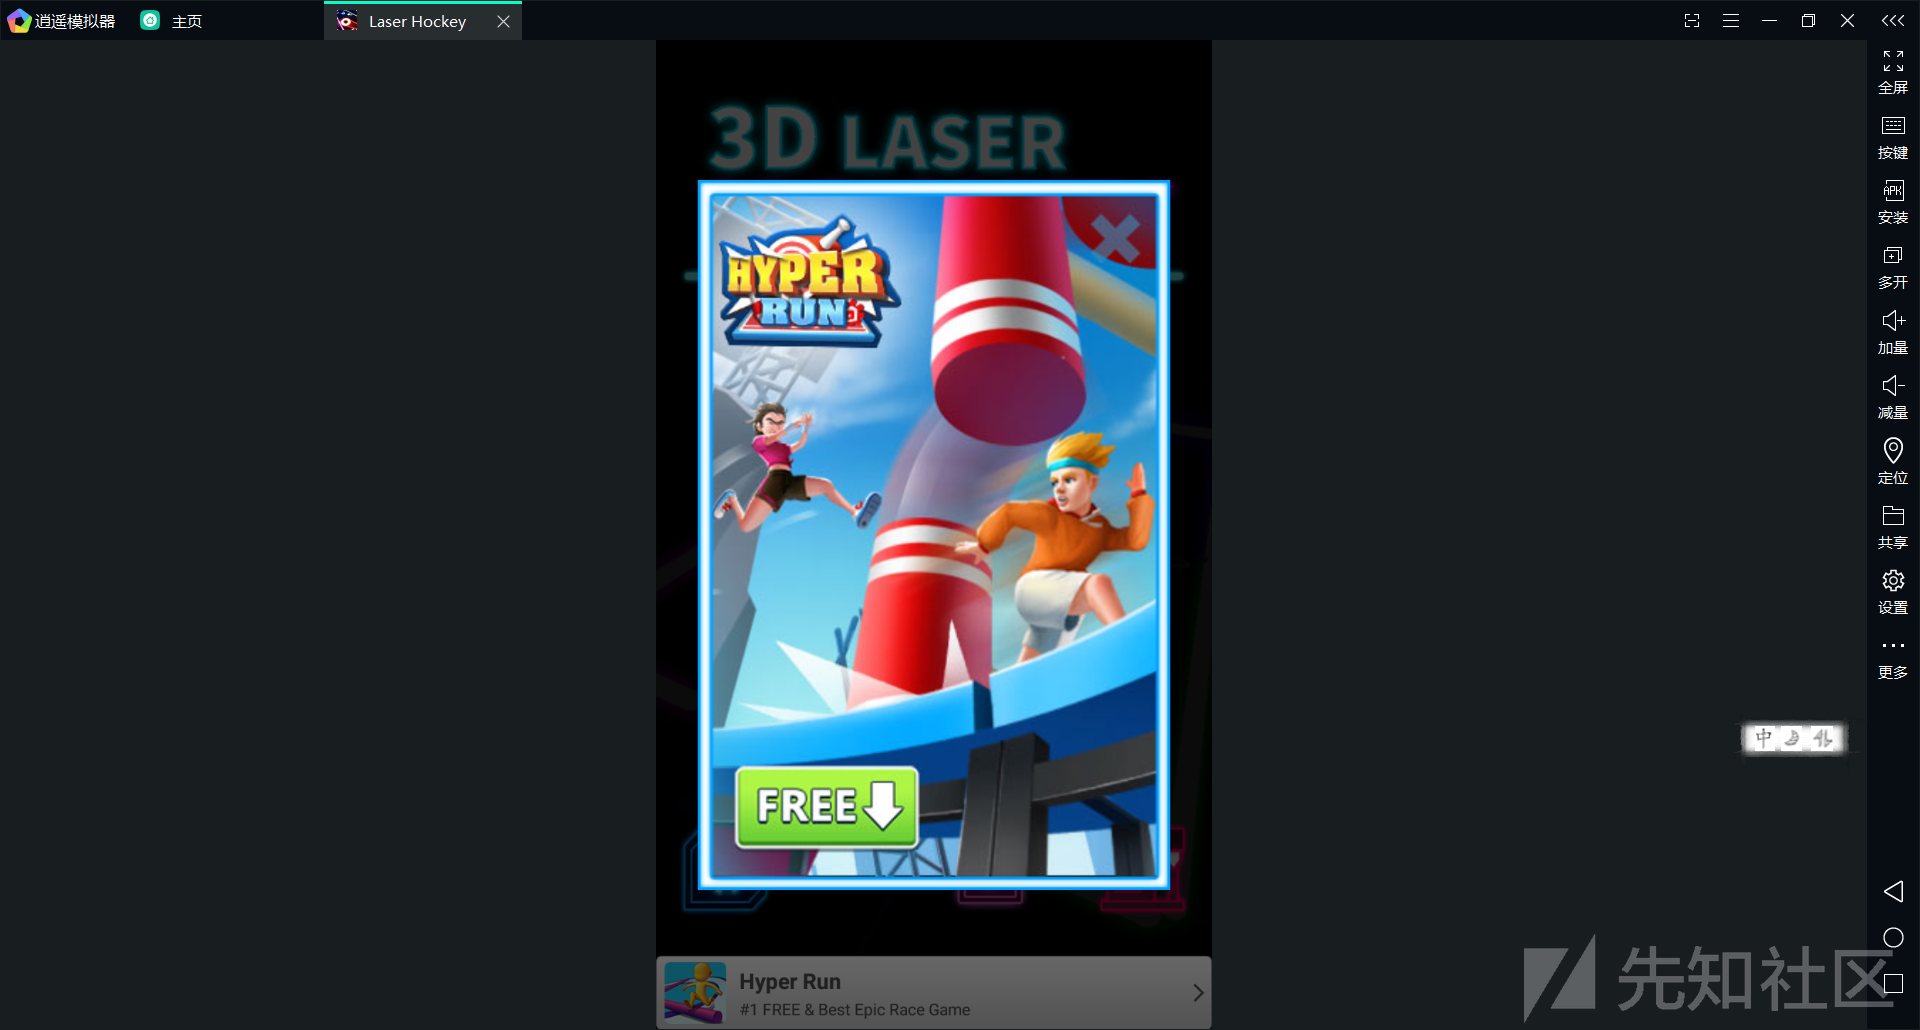 逍遥模拟器
主页
Laser Hockey
3D LASER
HYPER
RUN
FREE
Hyper Run
#1 FREE & Best Epic Race Game
全屏
按键
APK
安装
多开
加量
减量
定位
共享
设置
更多
中
先知社区